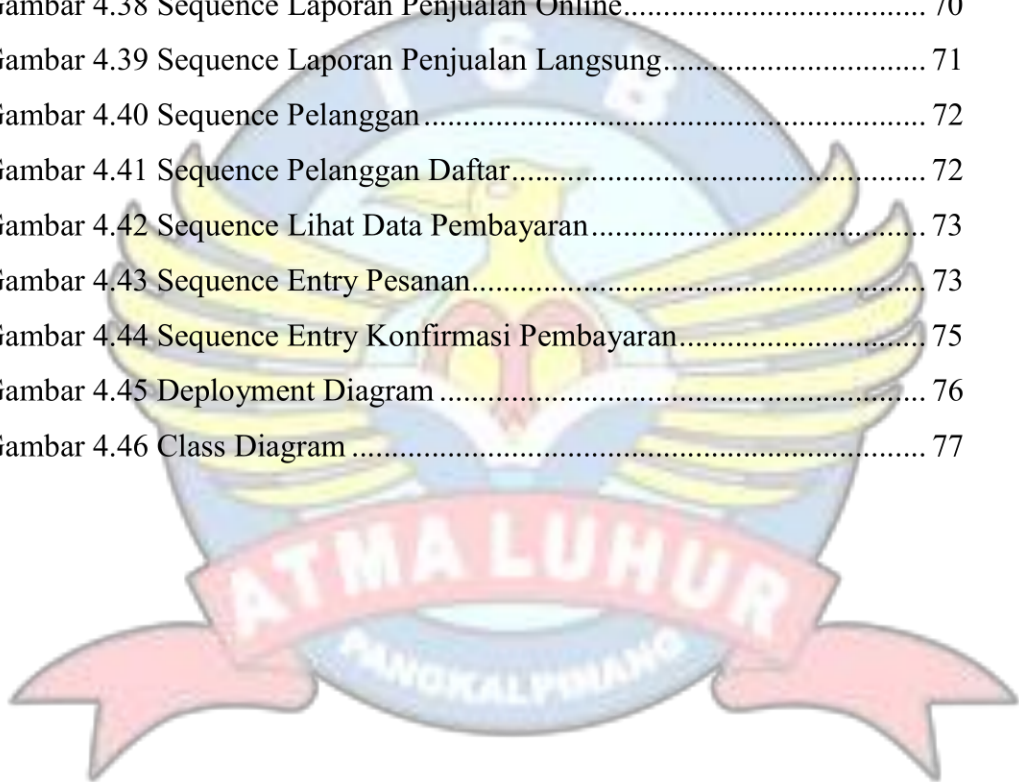 Gambar 4.38 Sequence Laporan Penjualan Online....................................... 70
Gambar 4.39 Sequence Laporan Penjualan Langsung.................................. 71
Gambar 4.40 Sequence Pelanggan................................................................. 72
Gambar 4.41 Sequence Pelanggan Daftar...................................................... 72
Gambar 4.42 Sequence Lihat Data Pembayaran........................................... 73
Gambar 4.43 Sequence Entry Pesanan........................................................... 73
Gambar 4.44 Sequence Entry Konfirmasi Pembayaran................................ 75
Gambar 4.45 Deployment Diagram............................................................... 76
Gambar 4.46 Class Diagram.......................................................................... 77
I S B
ATMA LUHUR
PANGKALPINANG